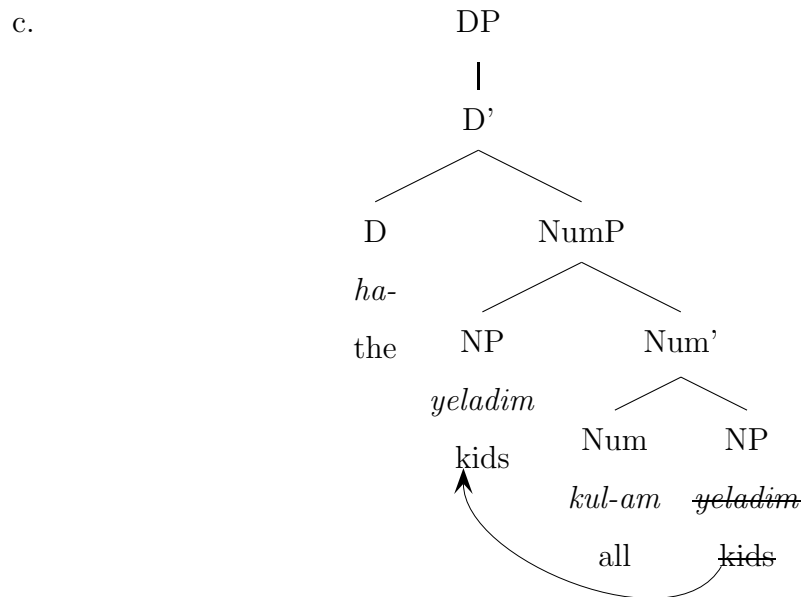 c. DP
D'
D NumP
ha-
the NP Num'
yeladim
kids Num NP
kul-am yeladim
all kids